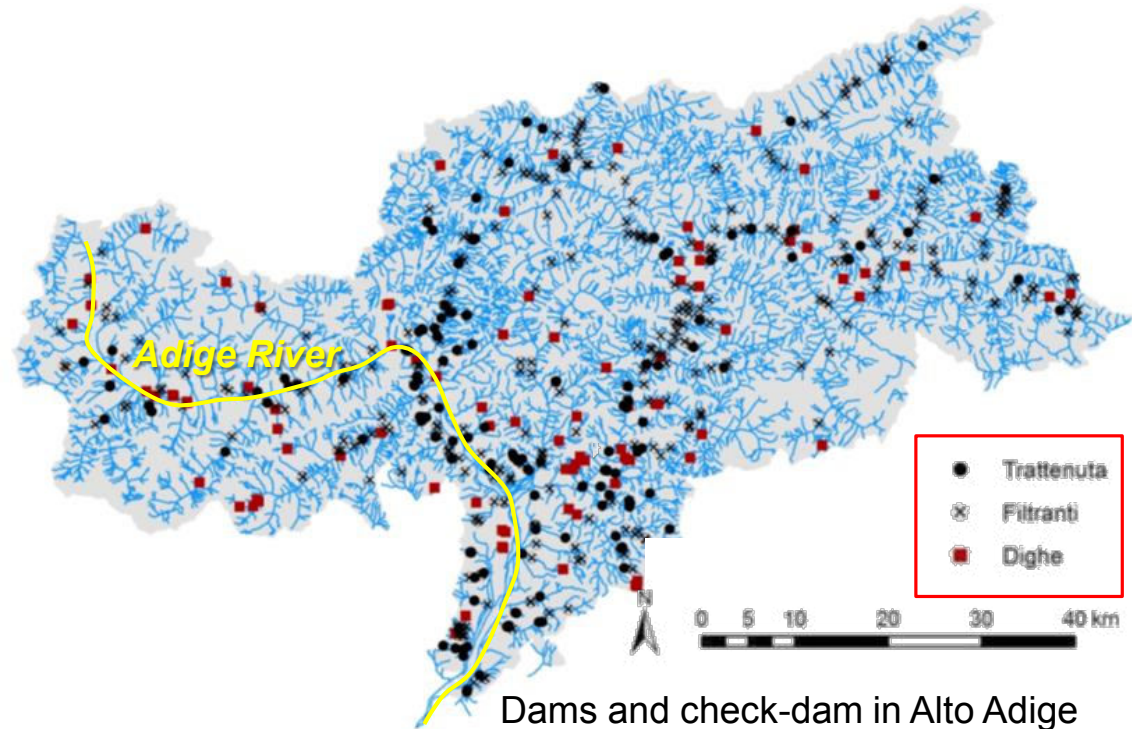 Adige River
Trattenuta
Filtranti
Dighe
N
0 5 10 20 30 40 km
Dams and check-dam in Alto Adige